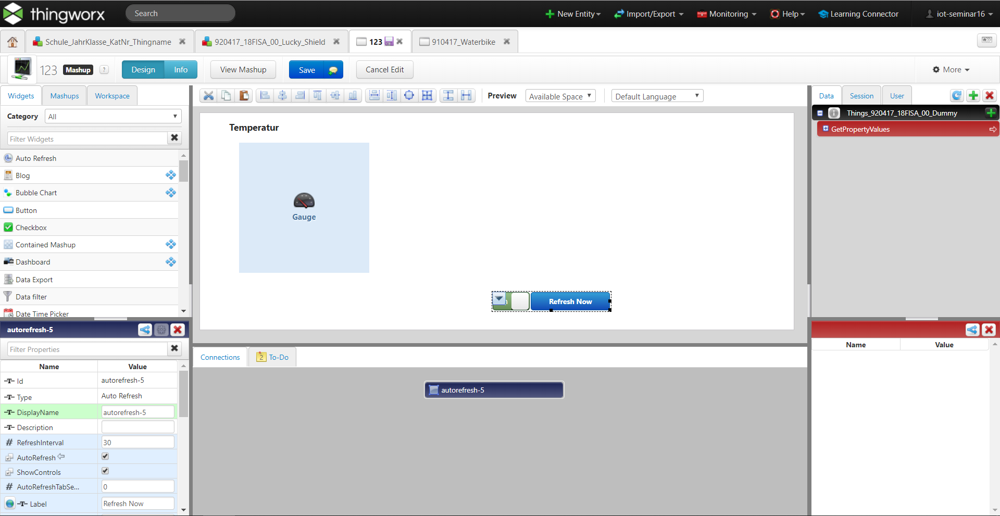 thingworx Search New Entity Import/Export Monitoring Help Learning Connector iot-seminar16
Schule_JahrKlasse_KatNr_Thingname 920417_18FISA_00_Lucky_Shield 123 910417_Waterbike
123 Mashup ? Design Info View Mashup Save Cancel Edit More
Widgets Mashups Workspace
Category All
Filter Widgets
Auto Refresh
Blog
Bubble Chart
Button
Checkbox
Contained Mashup
Dashboard
Data Export
Data filter
Date Time Picker
Preview Available Space Default Language
Temperatur
Gauge
Refresh Now
Data Session User
Things_920417_18FISA_00_Dummy
GetPropertyValues
autorefresh-5
Filter Properties
Name Value
Id autorefresh-5
Type Auto Refresh
DisplayName autorefresh-5
Description
RefreshInterval 30
AutoRefresh
ShowControls
AutoRefreshTabSe... 0
Label Refresh Now
Connections 2 To-Do
autorefresh-5
Name Value